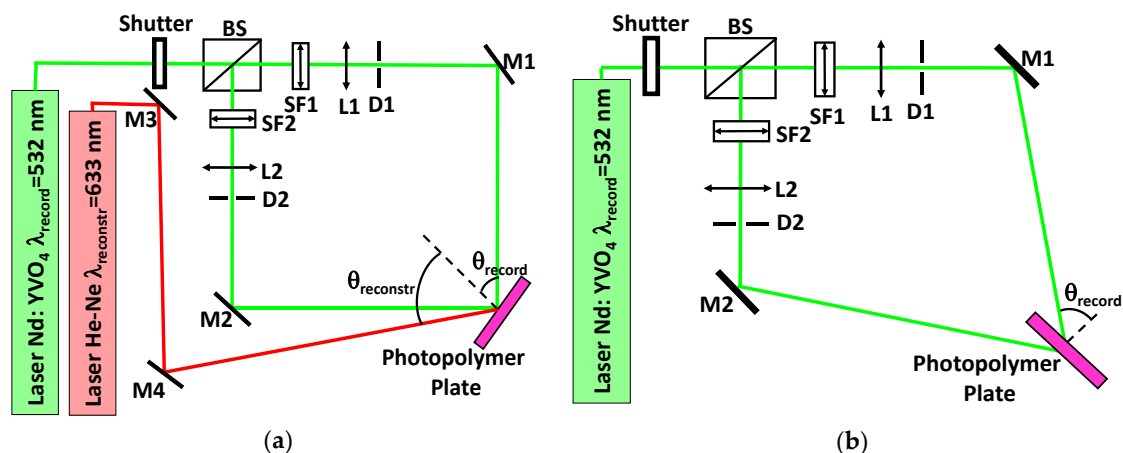 Shutter
BS
M1
SF1
L1
D1
M3
SF2
L2
D2
M2
M4
θrecord
θreconstr
Photopolymer
Plate
Laser Nd: YVO4 λrecord=532 nm
Laser He-Ne λreconstr=633 nm
(a)
Shutter
BS
M1
SF1
L1
D1
SF2
L2
D2
M2
θrecord
Photopolymer
Plate
Laser Nd: YVO4 λrecord=532 nm
(b)